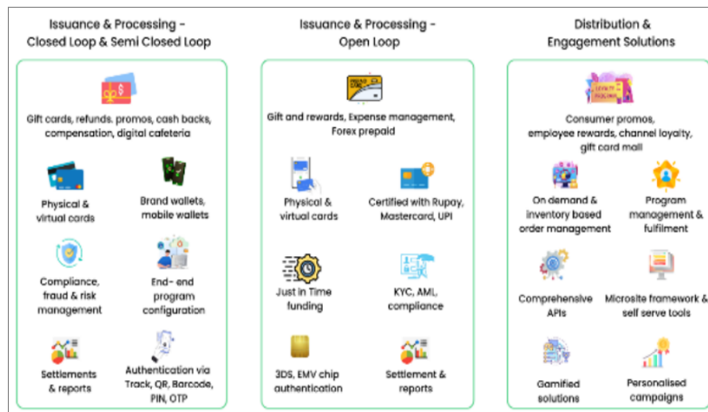 Issuance & Processing -
Closed Loop & Semi Closed Loop
Gift cards, refunds. promos, cash backs,
compensation, digital cafeteria
Physical &
virtual cards
Brand wallets,
mobile wallets
Compliance,
fraud & risk
management
End- end
program
configuration
Settlements
& reports
Authentication via
Track, QR, Barcode,
PIN, OTP
Issuance & Processing -
Open Loop
Gift and rewards, Expense management,
Forex prepaid
Physical &
virtual cards
Certified with Rupay,
Mastercard, UPI
Just in Time
funding
KYC, AML,
compliance
3DS, EMV chip
authentication
Settlement &
reports
Distribution &
Engagement Solutions
Consumer promos,
employee rewards, channel loyalty,
gift card mall
On demand &
inventory based
order management
Program
management &
fulfilment
Comprehensive
APIs
Microsite framework &
self serve tools
Gamified
solutions
Personalised
campaigns